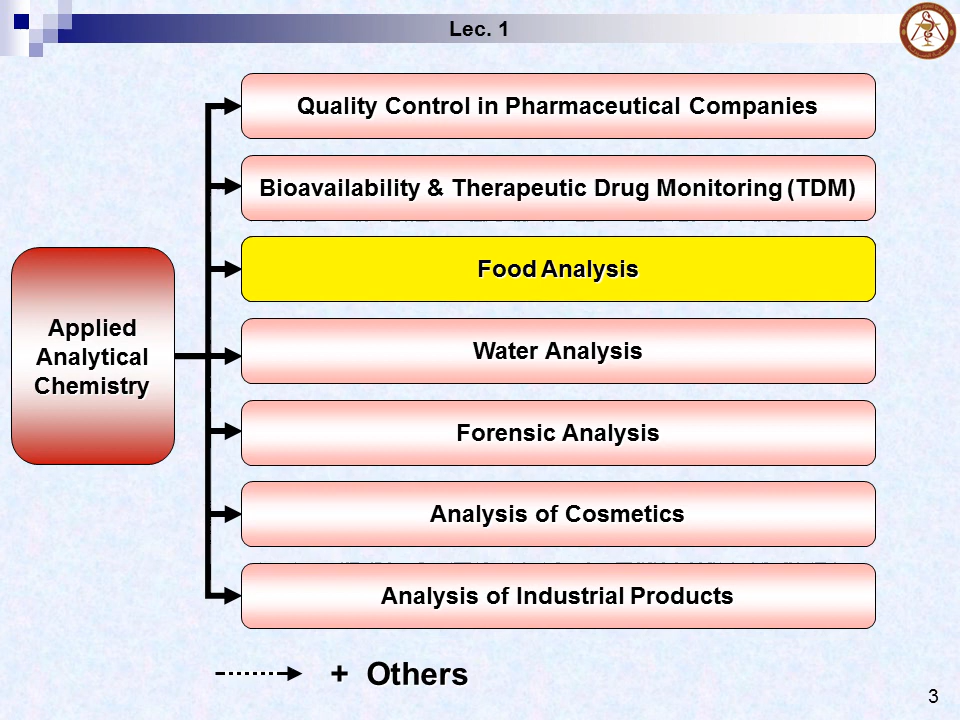 Lec. 1
Quality Control in Pharmaceutical Companies
Bioavailability & Therapeutic Drug Monitoring (TDM)
Food Analysis
Applied
Analytical
Chemistry
Water Analysis
Forensic Analysis
Analysis of Cosmetics
Analysis of Industrial Products
+ Others
3